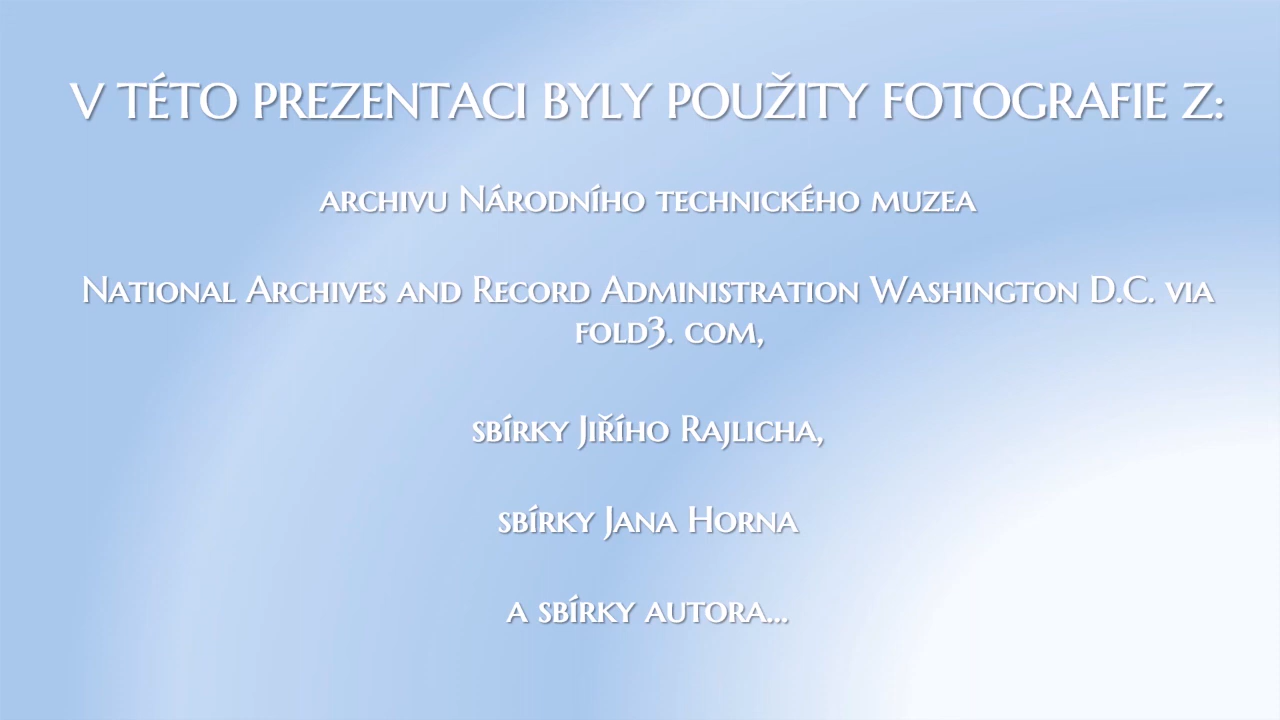 V TÉTO PREZENTACI BYLY POUŽITY FOTOGRAFIE Z:
archivu Národního technického muzea
National Archives and Record Administration Washington D.C. via
fold3. com,
sbírky Jiřího Rajlicha,
sbírky Jana Horna
a sbírky autora...